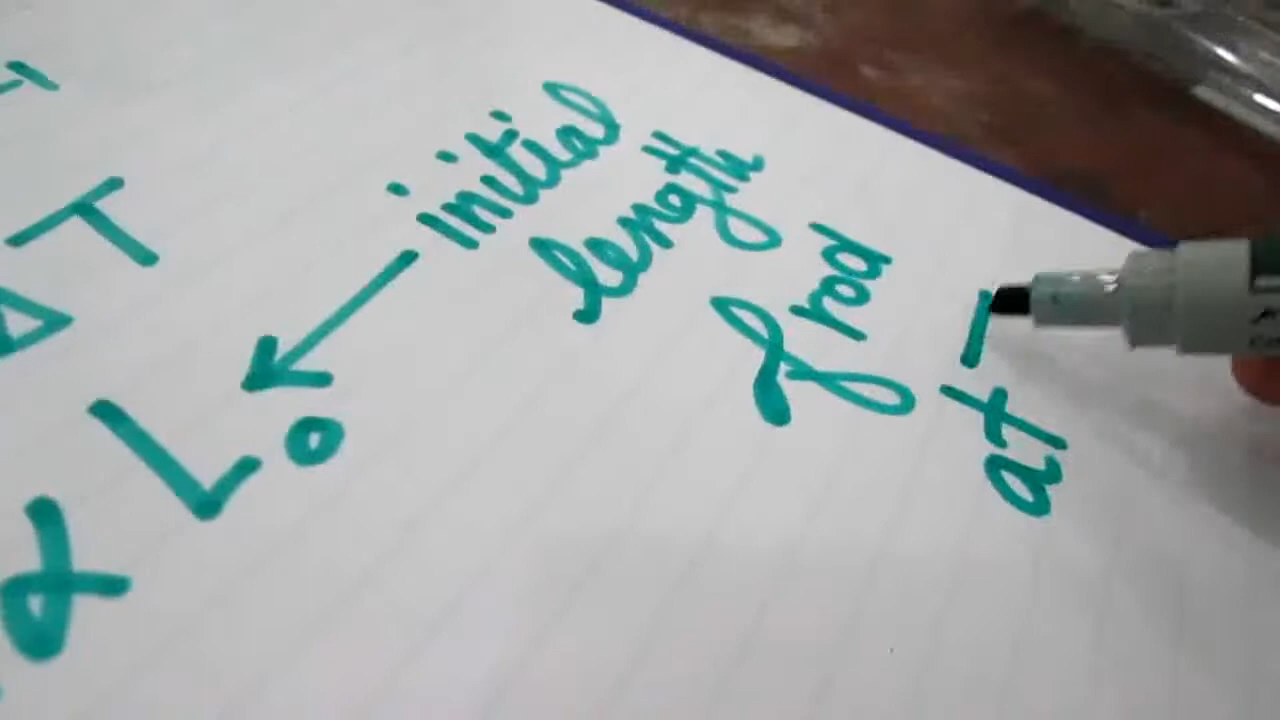 α L₀ ΔT
initial
length
of rod
at